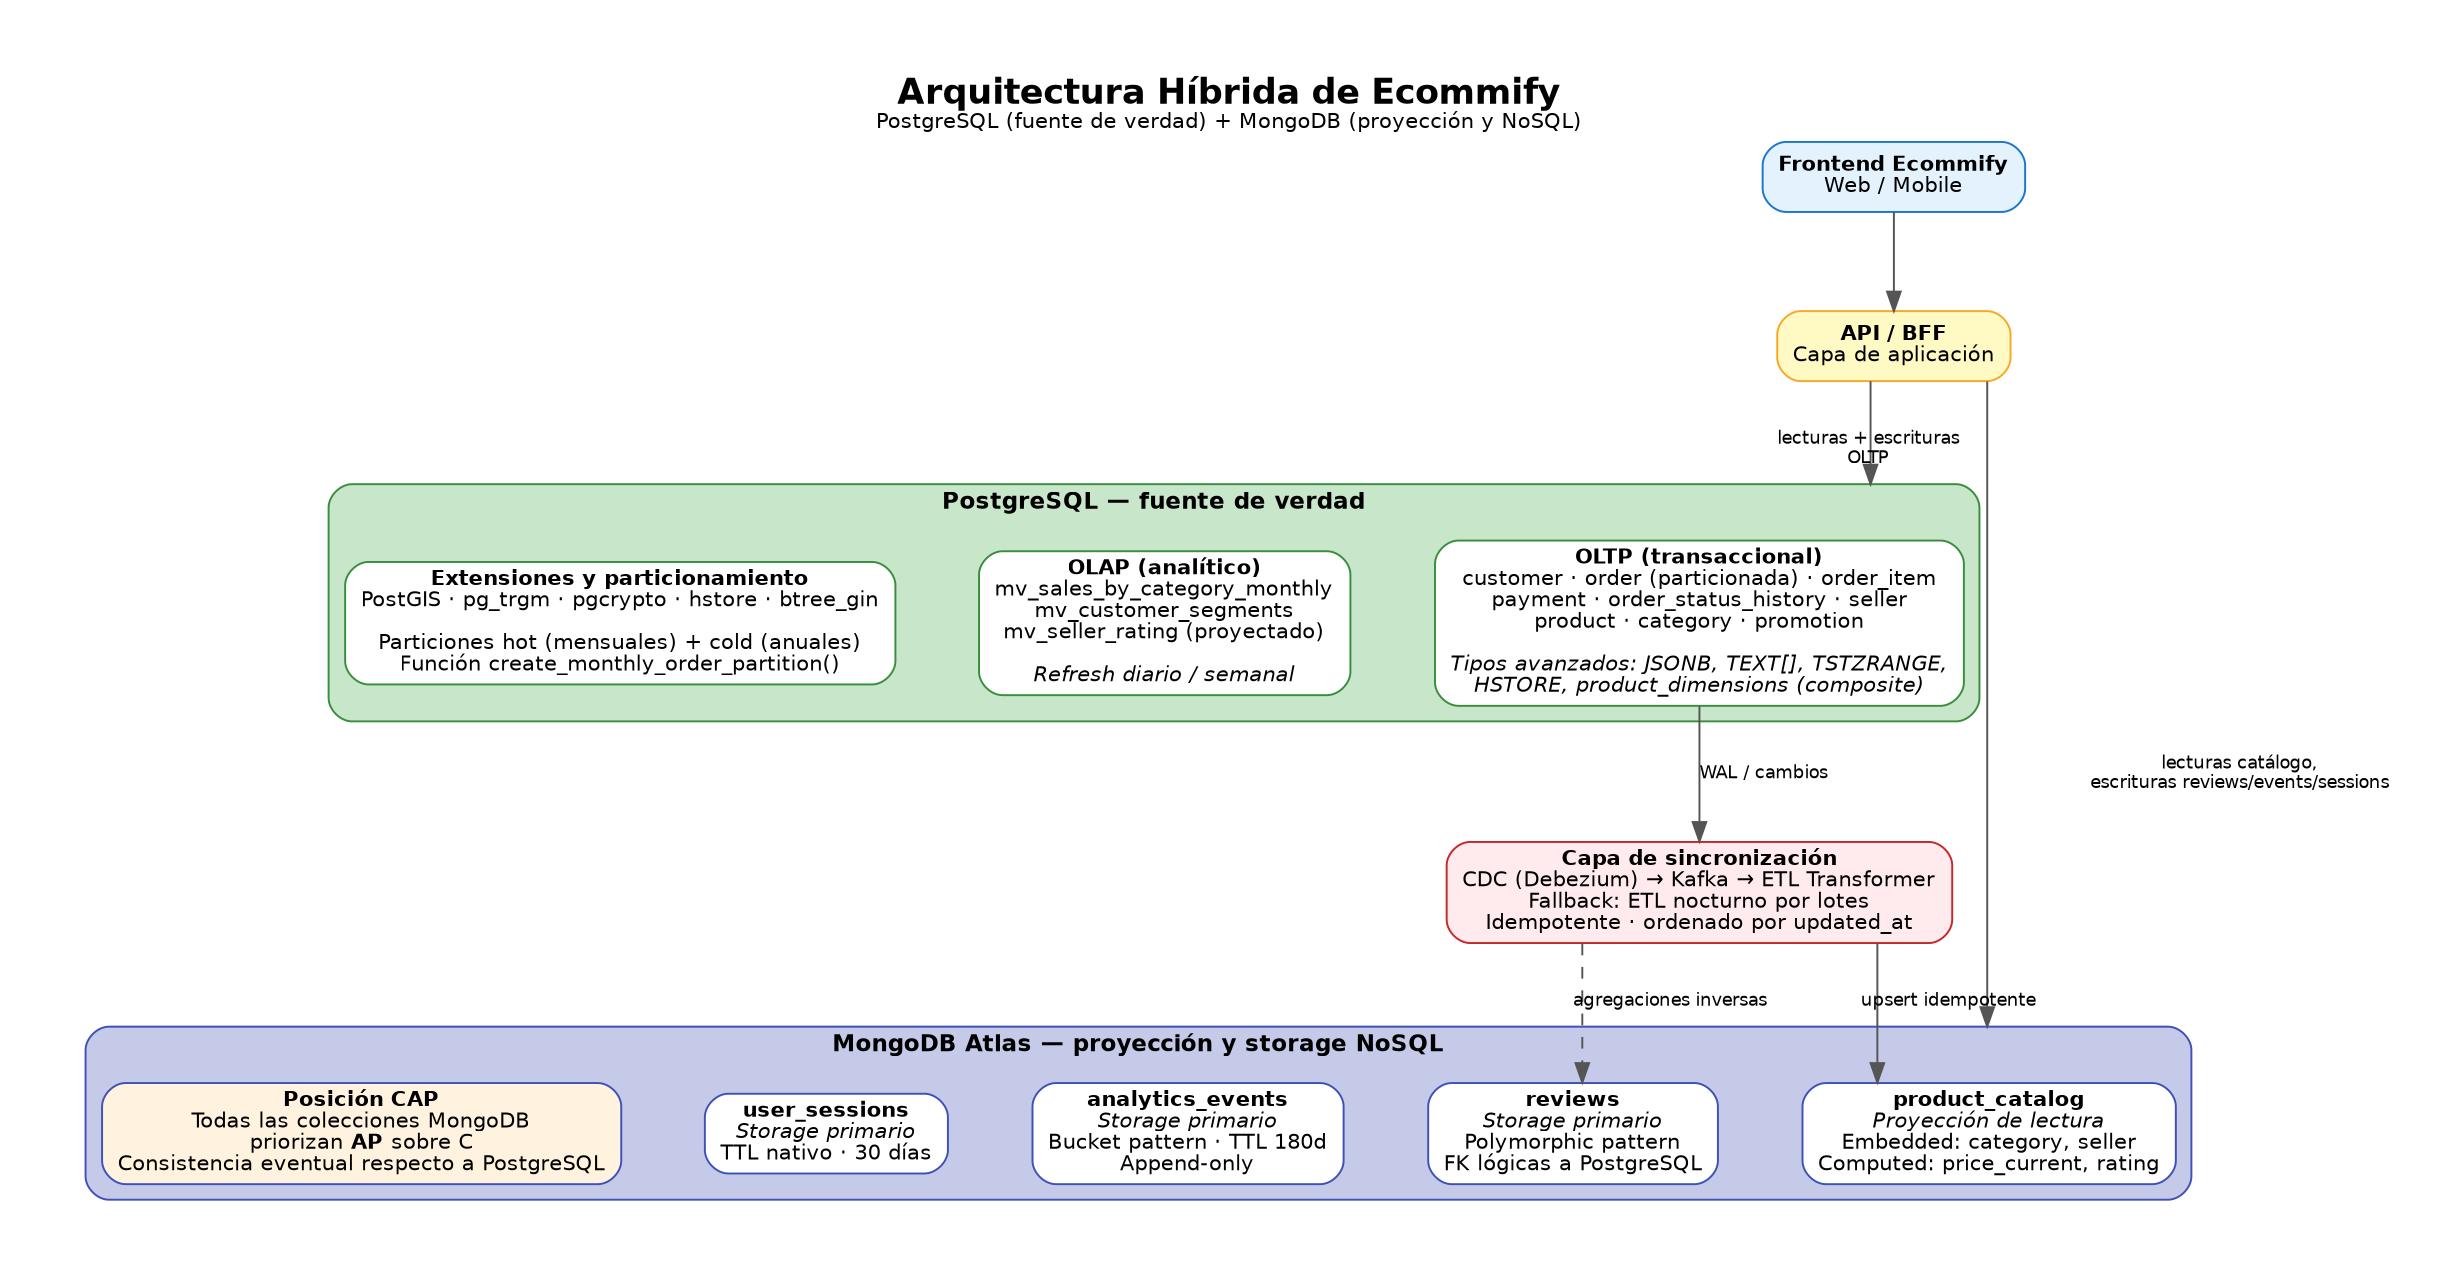 Arquitectura Híbrida de Ecommify
PostgreSQL (fuente de verdad) + MongoDB (proyección y NoSQL)
Frontend Ecommify
Web / Mobile
API / BFF
Capa de aplicación
lecturas + escrituras
OLTP
PostgreSQL — fuente de verdad
Extensiones y particionamiento
PostGIS · pg_trgm · pgcrypto · hstore · btree_gin
Particiones hot (mensuales) + cold (anuales)
Función create_monthly_order_partition()
OLAP (analítico)
mv_sales_by_category_monthly
mv_customer_segments
mv_seller_rating (proyectado)
Refresh diario / semanal
OLTP (transaccional)
customer · order (particionada) · order_item
payment · order_status_history · seller
product · category · promotion
Tipos avanzados: JSONB, TEXT[], TSTZRANGE,
HSTORE, product_dimensions (composite)
WAL / cambios
lecturas catálogo,
escrituras reviews/events/sessions
Capa de sincronización
CDC (Debezium) → Kafka → ETL Transformer
Fallback: ETL nocturno por lotes
Idempotente · ordenado por updated_at
agregaciones inversas
upsert idempotente
MongoDB Atlas — proyección y storage NoSQL
Posición CAP
Todas las colecciones MongoDB
priorizan AP sobre C
Consistencia eventual respecto a PostgreSQL
user_sessions
Storage primario
TTL nativo · 30 días
analytics_events
Storage primario
Bucket pattern · TTL 180d
Append-only
reviews
Storage primario
Polymorphic pattern
FK lógicas a PostgreSQL
product_catalog
Proyección de lectura
Embedded: category, seller
Computed: price_current, rating